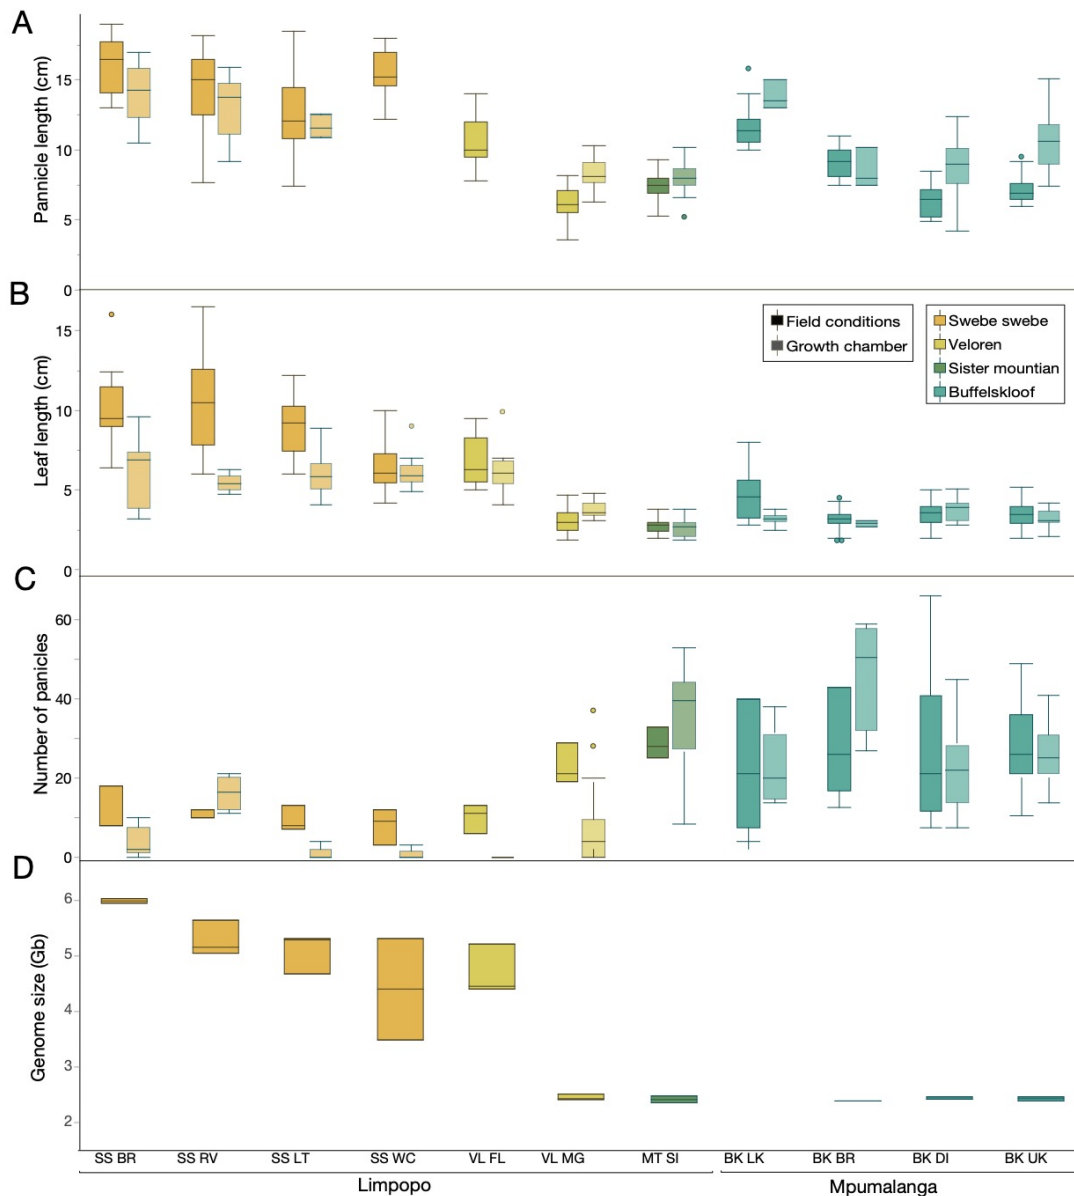 A
Pannicle length (cm)
15
10
5
0
B
Leaf length (cm)
15
10
5
0
Field conditions
Growth chamber
Swebe swebe
Veloren
Sister mountian
Buffelskloof
C
Number of panicles
60
40
20
0
D
Genome size (Gb)
6
5
4
3
2
SS BR SS RV SS LT SS WC VL FL VL MG MT SI BK LK BK BR BK DI BK UK
Limpopo Mpumalanga